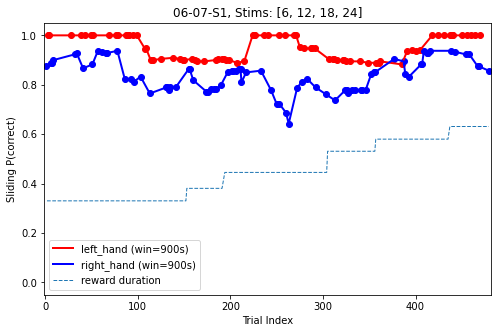 06-07-S1, Stims: [6, 12, 18, 24]
Sliding P(correct)
1.0
0.8
0.6
0.4
0.2
0.0
left_hand (win=900s)
right_hand (win=900s)
reward duration
0 100 200 300 400
Trial Index